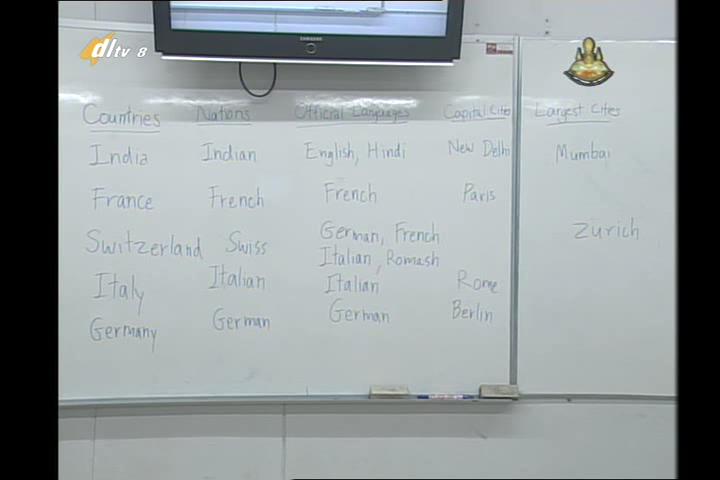 dltv 8
SAMSUNG
Countries Nations Official Languages Capital Cities Largest Cities
India Indian English, Hindi New Delhi Mumbai
France French French Paris
Switzerland Swiss German, French Zurich
Italian, Romash
Italy Italian Italian Rome
Germany German German Berlin